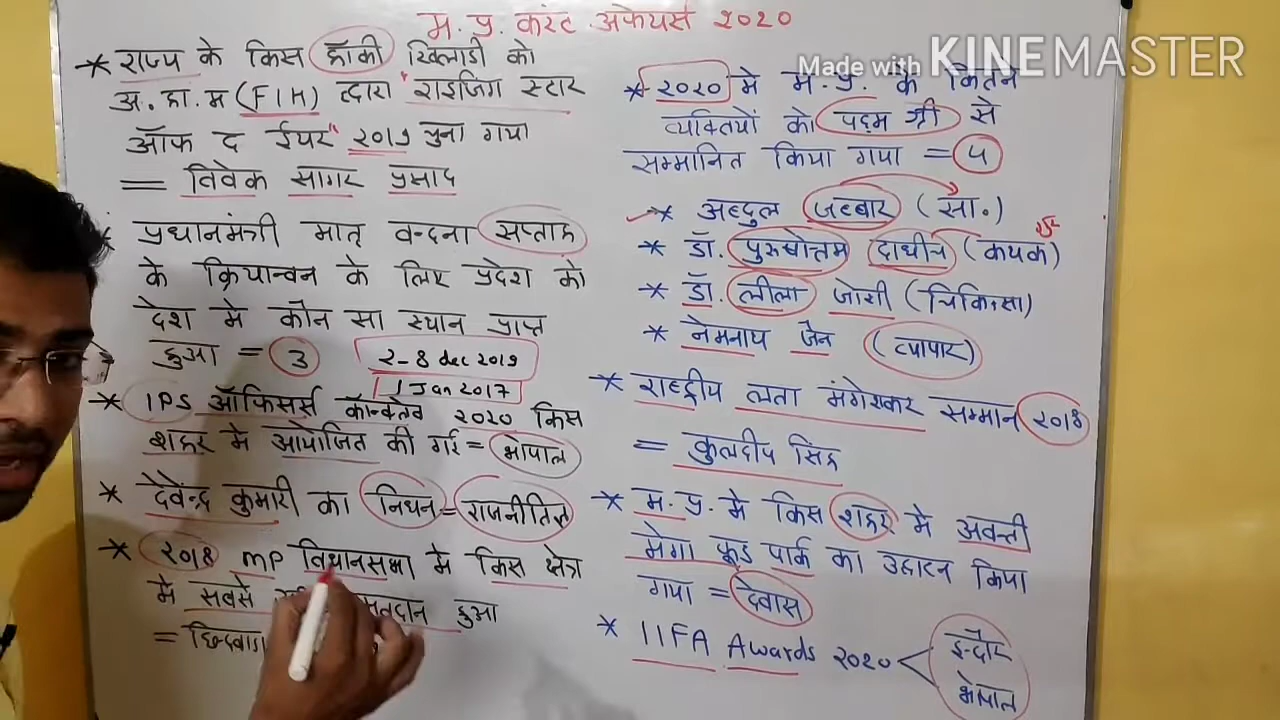 म. प्र. करंट अफेयर्स 2020
Made with KINEMASTER
* राज्य के किस हॉकी खिलाडी को
अ. हा. म (FIH) द्वारा "राइजिंग स्टार
ऑफ द ईयर" 2019 चुना गया
= विवेक सागर प्रसाद
* प्रधानमंत्री मातृ वन्दना सप्ताह
के क्रियान्वन के लिए प्रदेश को
देश मे कौन सा स्थान प्राप्त
हुआ = 3 2-8 dec 2019
1 Jan 2017
* IPS ऑफिसर्स कॉन्क्लेव 2020 किस
शहर मे आयोजित की गई = भोपाल
* देवेन्द्र कुमारी का निधन = राजनीतिज्ञ
* 2018 MP विधानसभा मे किस क्षेत्र
मे सबसे मतदान हुआ
= छिन्दवाडा
* 2020 मे म. प्र. के कितने
व्यक्तियों को पद्म श्री से
सम्मानित किया गया = 4
* अब्दुल जब्बार (सा.)
* डॉ. पुरुषोत्तम दाधीच (कथक)
* डॉ. लीला जोशी (चिकित्सा)
* नेमनाथ जैन (व्यापार)
* राष्ट्रीय लता मंगेशकर सम्मान 2018
= कुलदीप सिंह
* म. प्र. मे किस शहर मे अवन्ती
मेगा फूड पार्क का उद्घाटन किया
गया = देवास
* IIFA Awards 2020 < इन्दौर
भोपाल